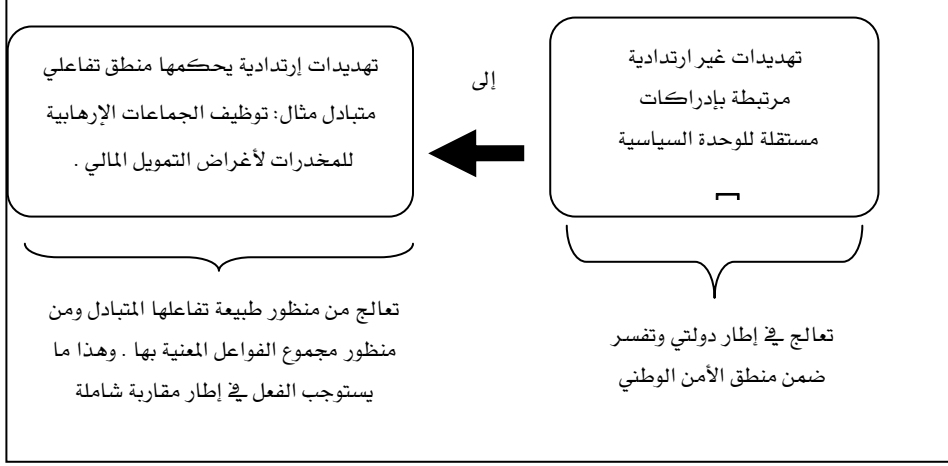 تهديدات غير ارتدادية
مرتبطة بإدراكات
مستقلة للوحدة السياسية
إلى
تهديدات إرتدادية يحكمها منطق تفاعلي
متبادل مثال: توظيف الجماعات الإرهابية
للمخدرات لأغراض التمويل المالي .
تعالج في إطار دولتي وتفسر
ضمن منطق الأمن الوطني
تعالج من منظور طبيعة تفاعلها المتبادل ومن
منظور مجموع الفواعل المعنية بها . وهذا ما
يستوجب الفعل في إطار مقاربة شاملة